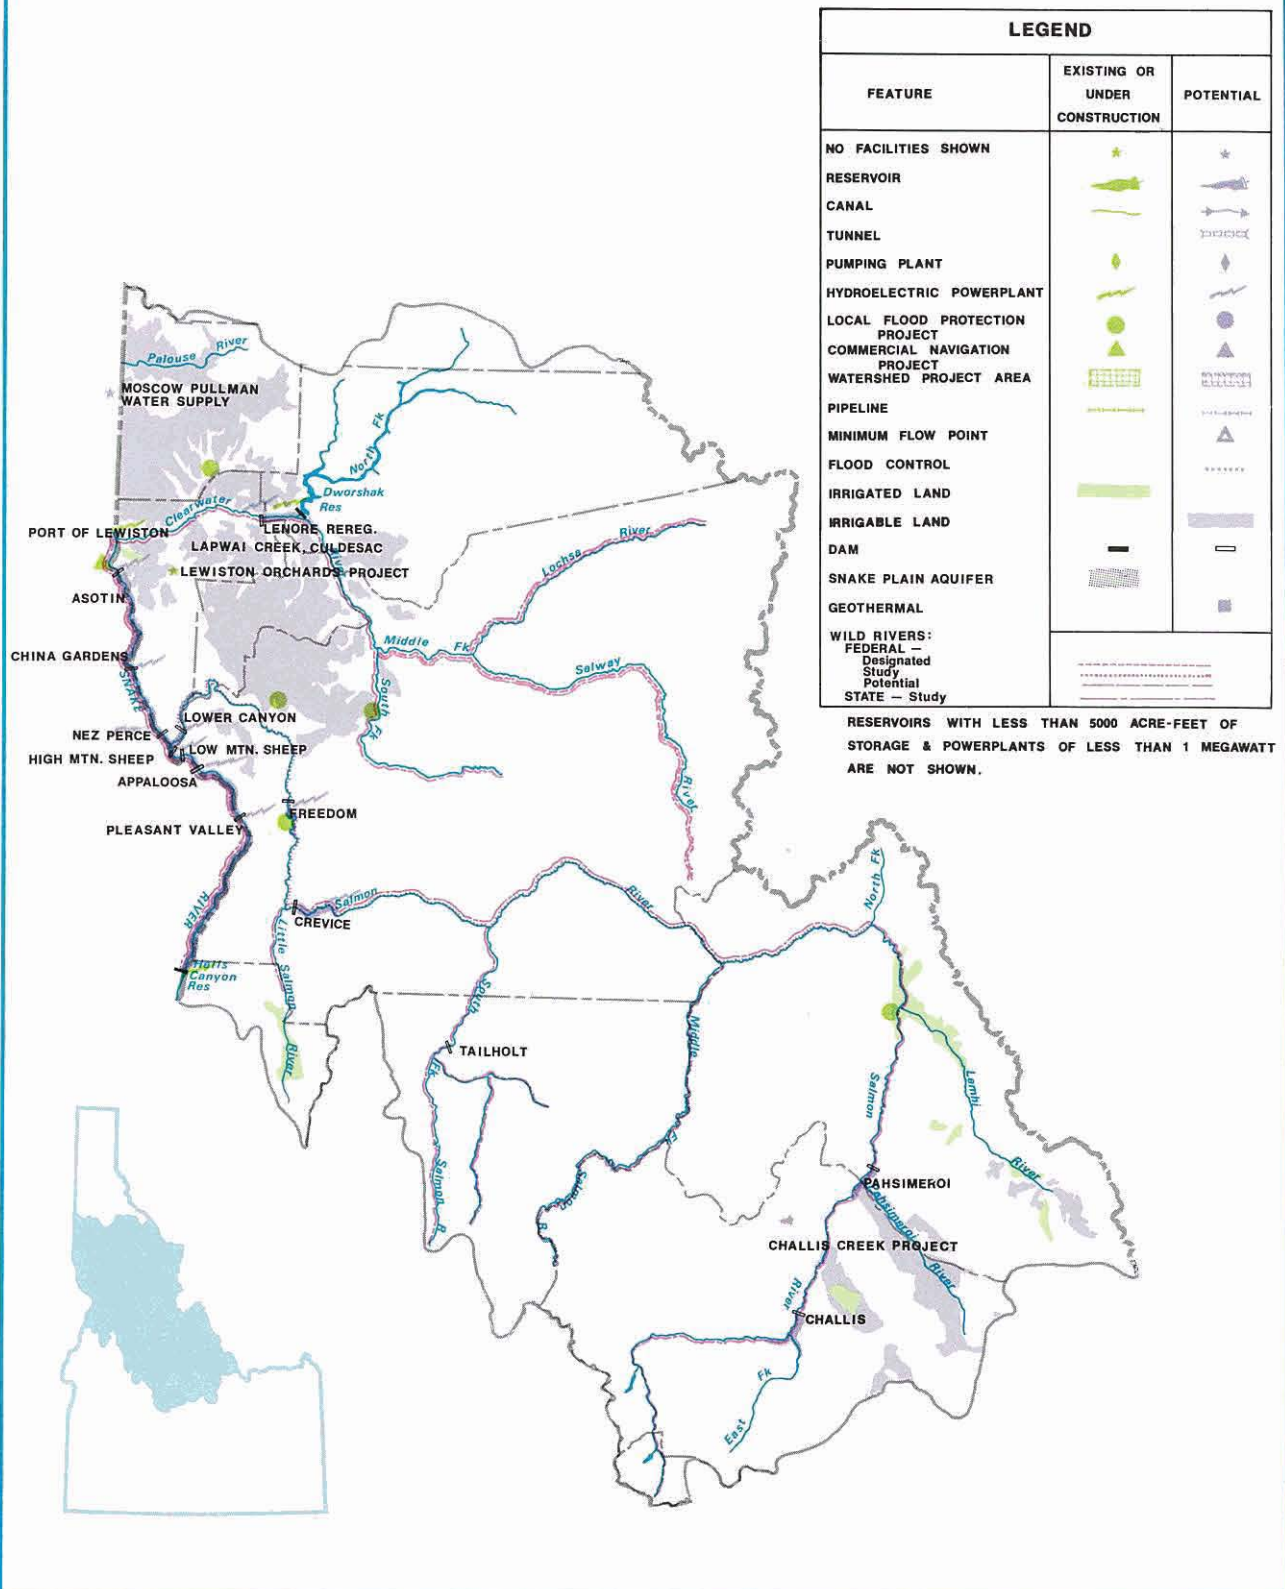 LEGEND
FEATURE
EXISTING OR
UNDER
CONSTRUCTION
POTENTIAL
NO FACILITIES SHOWN
RESERVOIR
CANAL
TUNNEL
PUMPING PLANT
HYDROELECTRIC POWERPLANT
LOCAL FLOOD PROTECTION
PROJECT
COMMERCIAL NAVIGATION
PROJECT
WATERSHED PROJECT AREA
PIPELINE
MINIMUM FLOW POINT
FLOOD CONTROL
IRRIGATED LAND
IRRIGABLE LAND
DAM
SNAKE PLAIN AQUIFER
GEOTHERMAL
WILD RIVERS:
FEDERAL —
Designated
Study
Potential
STATE — Study
RESERVOIRS WITH LESS THAN 5000 ACRE-FEET OF
STORAGE & POWERPLANTS OF LESS THAN 1 MEGAWATT
ARE NOT SHOWN.
Palouse River
MOSCOW PULLMAN
WATER SUPPLY
North Fk
Dworshak
Res
Clearwater
River
PORT OF LEWISTON
LENORE REREG.
LAPWAI CREEK, CULDESAC
LEWISTON ORCHARDS PROJECT
Lochsa River
ASOTIN
Middle Fk
CHINA GARDENS
Selway
River
SNAKE
RIVER
South
Fk
LOWER CANYON
NEZ PERCE
LOW MTN. SHEEP
HIGH MTN. SHEEP
APPALOOSA
FREEDOM
PLEASANT VALLEY
North Fk
Salmon
River
CREVICE
Little Salmon
River
Hells
Canyon
Res
South
Fk
Salmon R.
TAILHOLT
Middle
Fk
Salmon
R.
Salmon
Lemhi
River
PAHSIMEROI
Pahsimeroi
River
CHALLIS CREEK PROJECT
River
CHALLIS
East
Fk